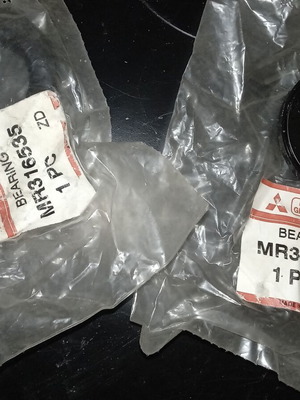 BEARING
MR316535
1 PC ZD
BEA
MR3
1 P